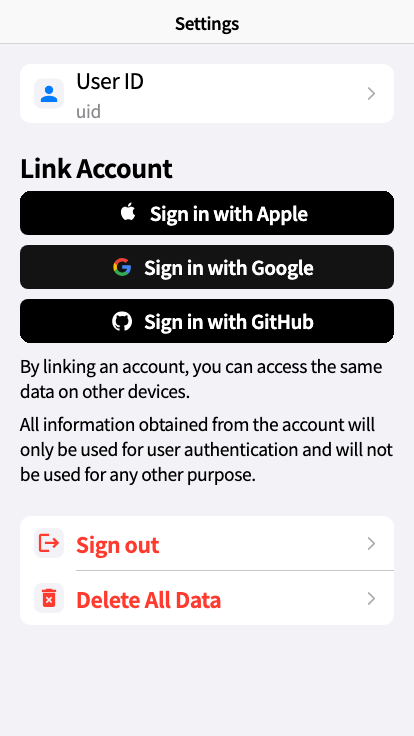 Settings
User ID
uid
Link Account
Sign in with Apple
Sign in with Google
Sign in with GitHub
By linking an account, you can access the same
data on other devices.
All information obtained from the account will
only be used for user authentication and will not
be used for any other purpose.
Sign out
Delete All Data